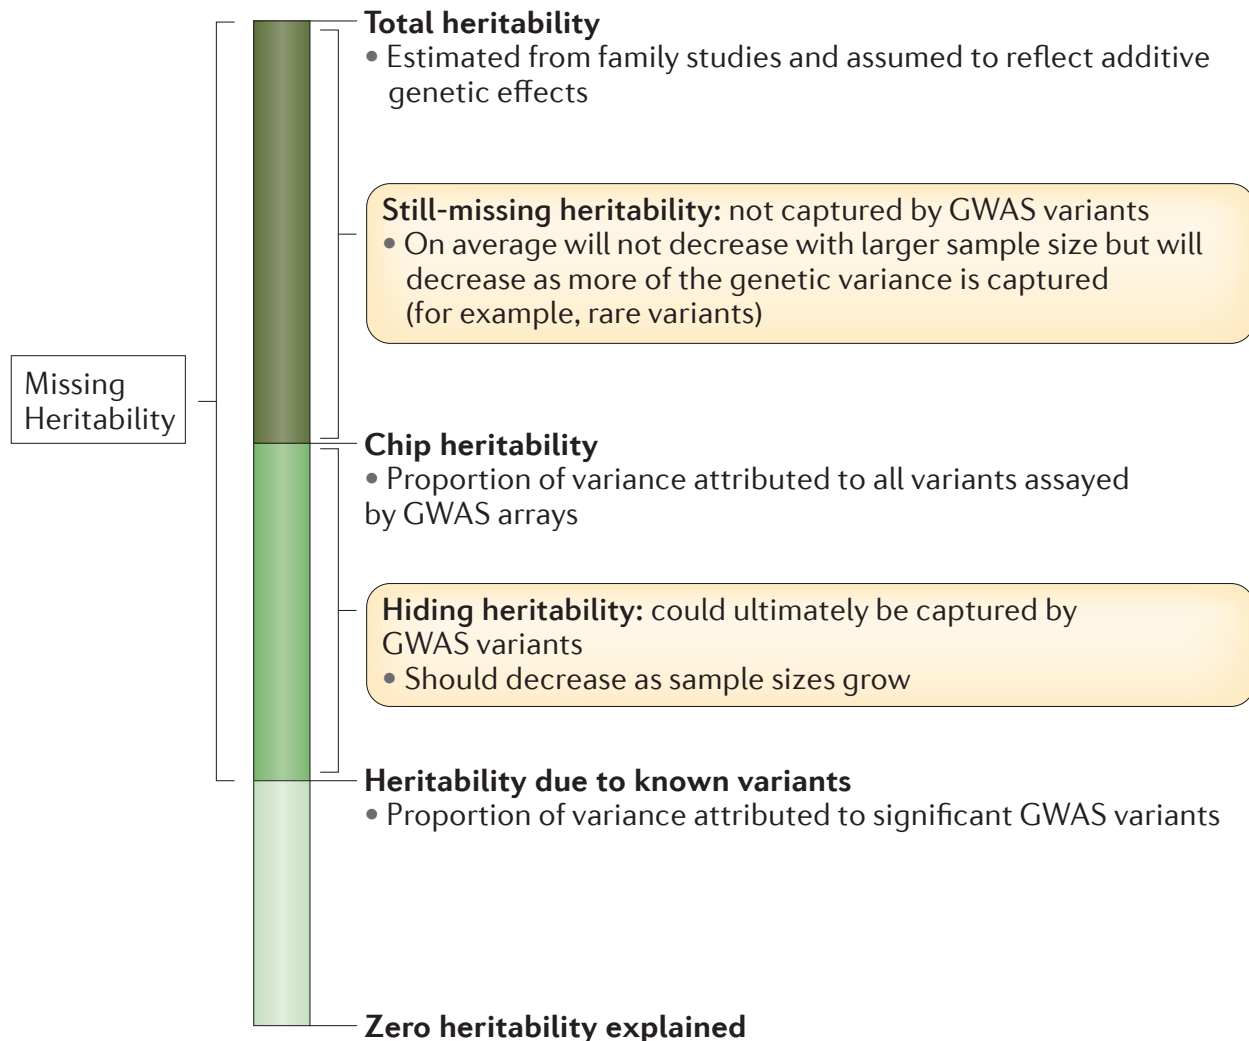 Total heritability
• Estimated from family studies and assumed to reflect additive
genetic effects
Still-missing heritability: not captured by GWAS variants
• On average will not decrease with larger sample size but will
decrease as more of the genetic variance is captured
(for example, rare variants)
Missing
Heritability
Chip heritability
• Proportion of variance attributed to all variants assayed
by GWAS arrays
Hiding heritability: could ultimately be captured by
GWAS variants
• Should decrease as sample sizes grow
Heritability due to known variants
• Proportion of variance attributed to significant GWAS variants
Zero heritability explained